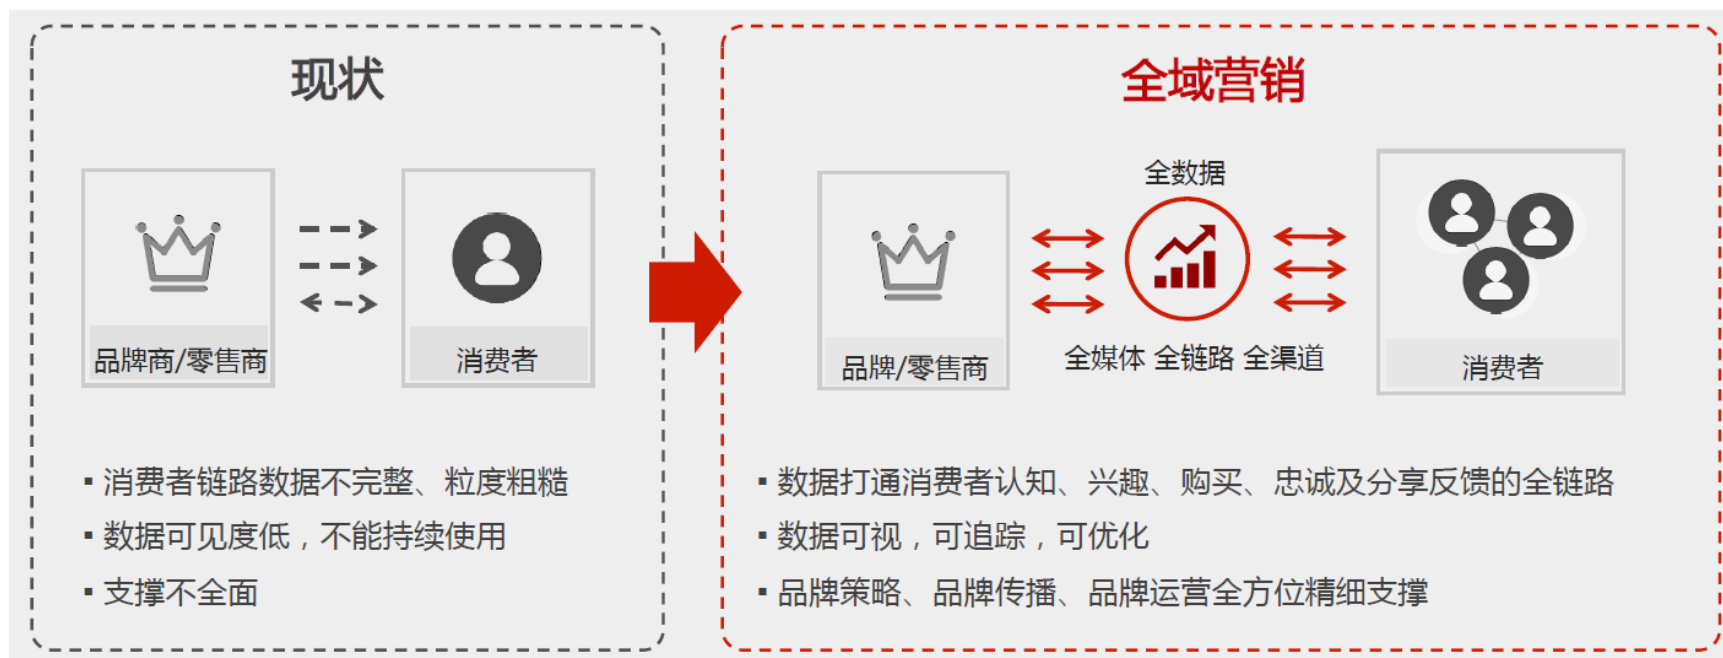 现状
品牌商/零售商
消费者
▪ 消费者链路数据不完整、粒度粗糙
▪ 数据可见度低，不能持续使用
▪ 支撑不全面
全域营销
全数据
品牌/零售商
全媒体 全链路 全渠道
消费者
▪ 数据打通消费者认知、兴趣、购买、忠诚及分享反馈的全链路
▪ 数据可视，可追踪，可优化
▪ 品牌策略、品牌传播、品牌运营全方位精细支撑